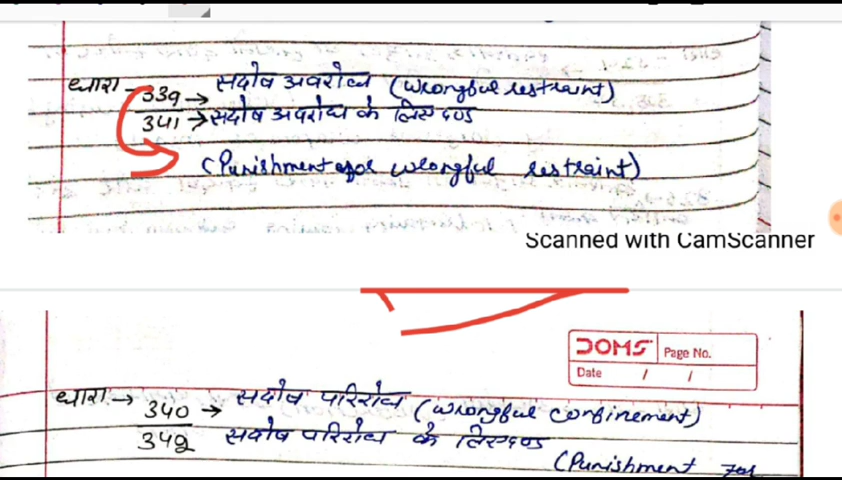 धारा - 339 → सदोष अवरोध (Wrongful restraint)
341 → सदोष अवरोध के लिए दण्ड
(Punishment for wrongful restraint)
Scanned with CamScanner
DOMS Page No.
Date / /
धारा → 340 → सदोष परिरोध (wrongful confinement)
342 सदोष परिरोध के लिए दण्ड
(Punishment for